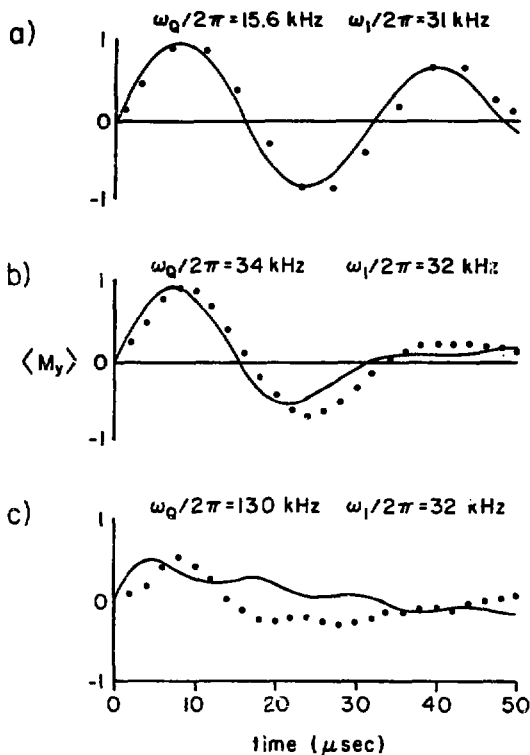 a)
ω_Q/2π = 15.6 kHz ω_1/2π = 31 kHz
1
0
-1
b)
ω_Q/2π = 34 kHz ω_1/2π = 32 kHz
1
⟨M_y⟩
0
-1
c)
ω_Q/2π = 130 kHz ω_1/2π = 32 kHz
1
0
-1
0 10 20 30 40 50
time (μsec)